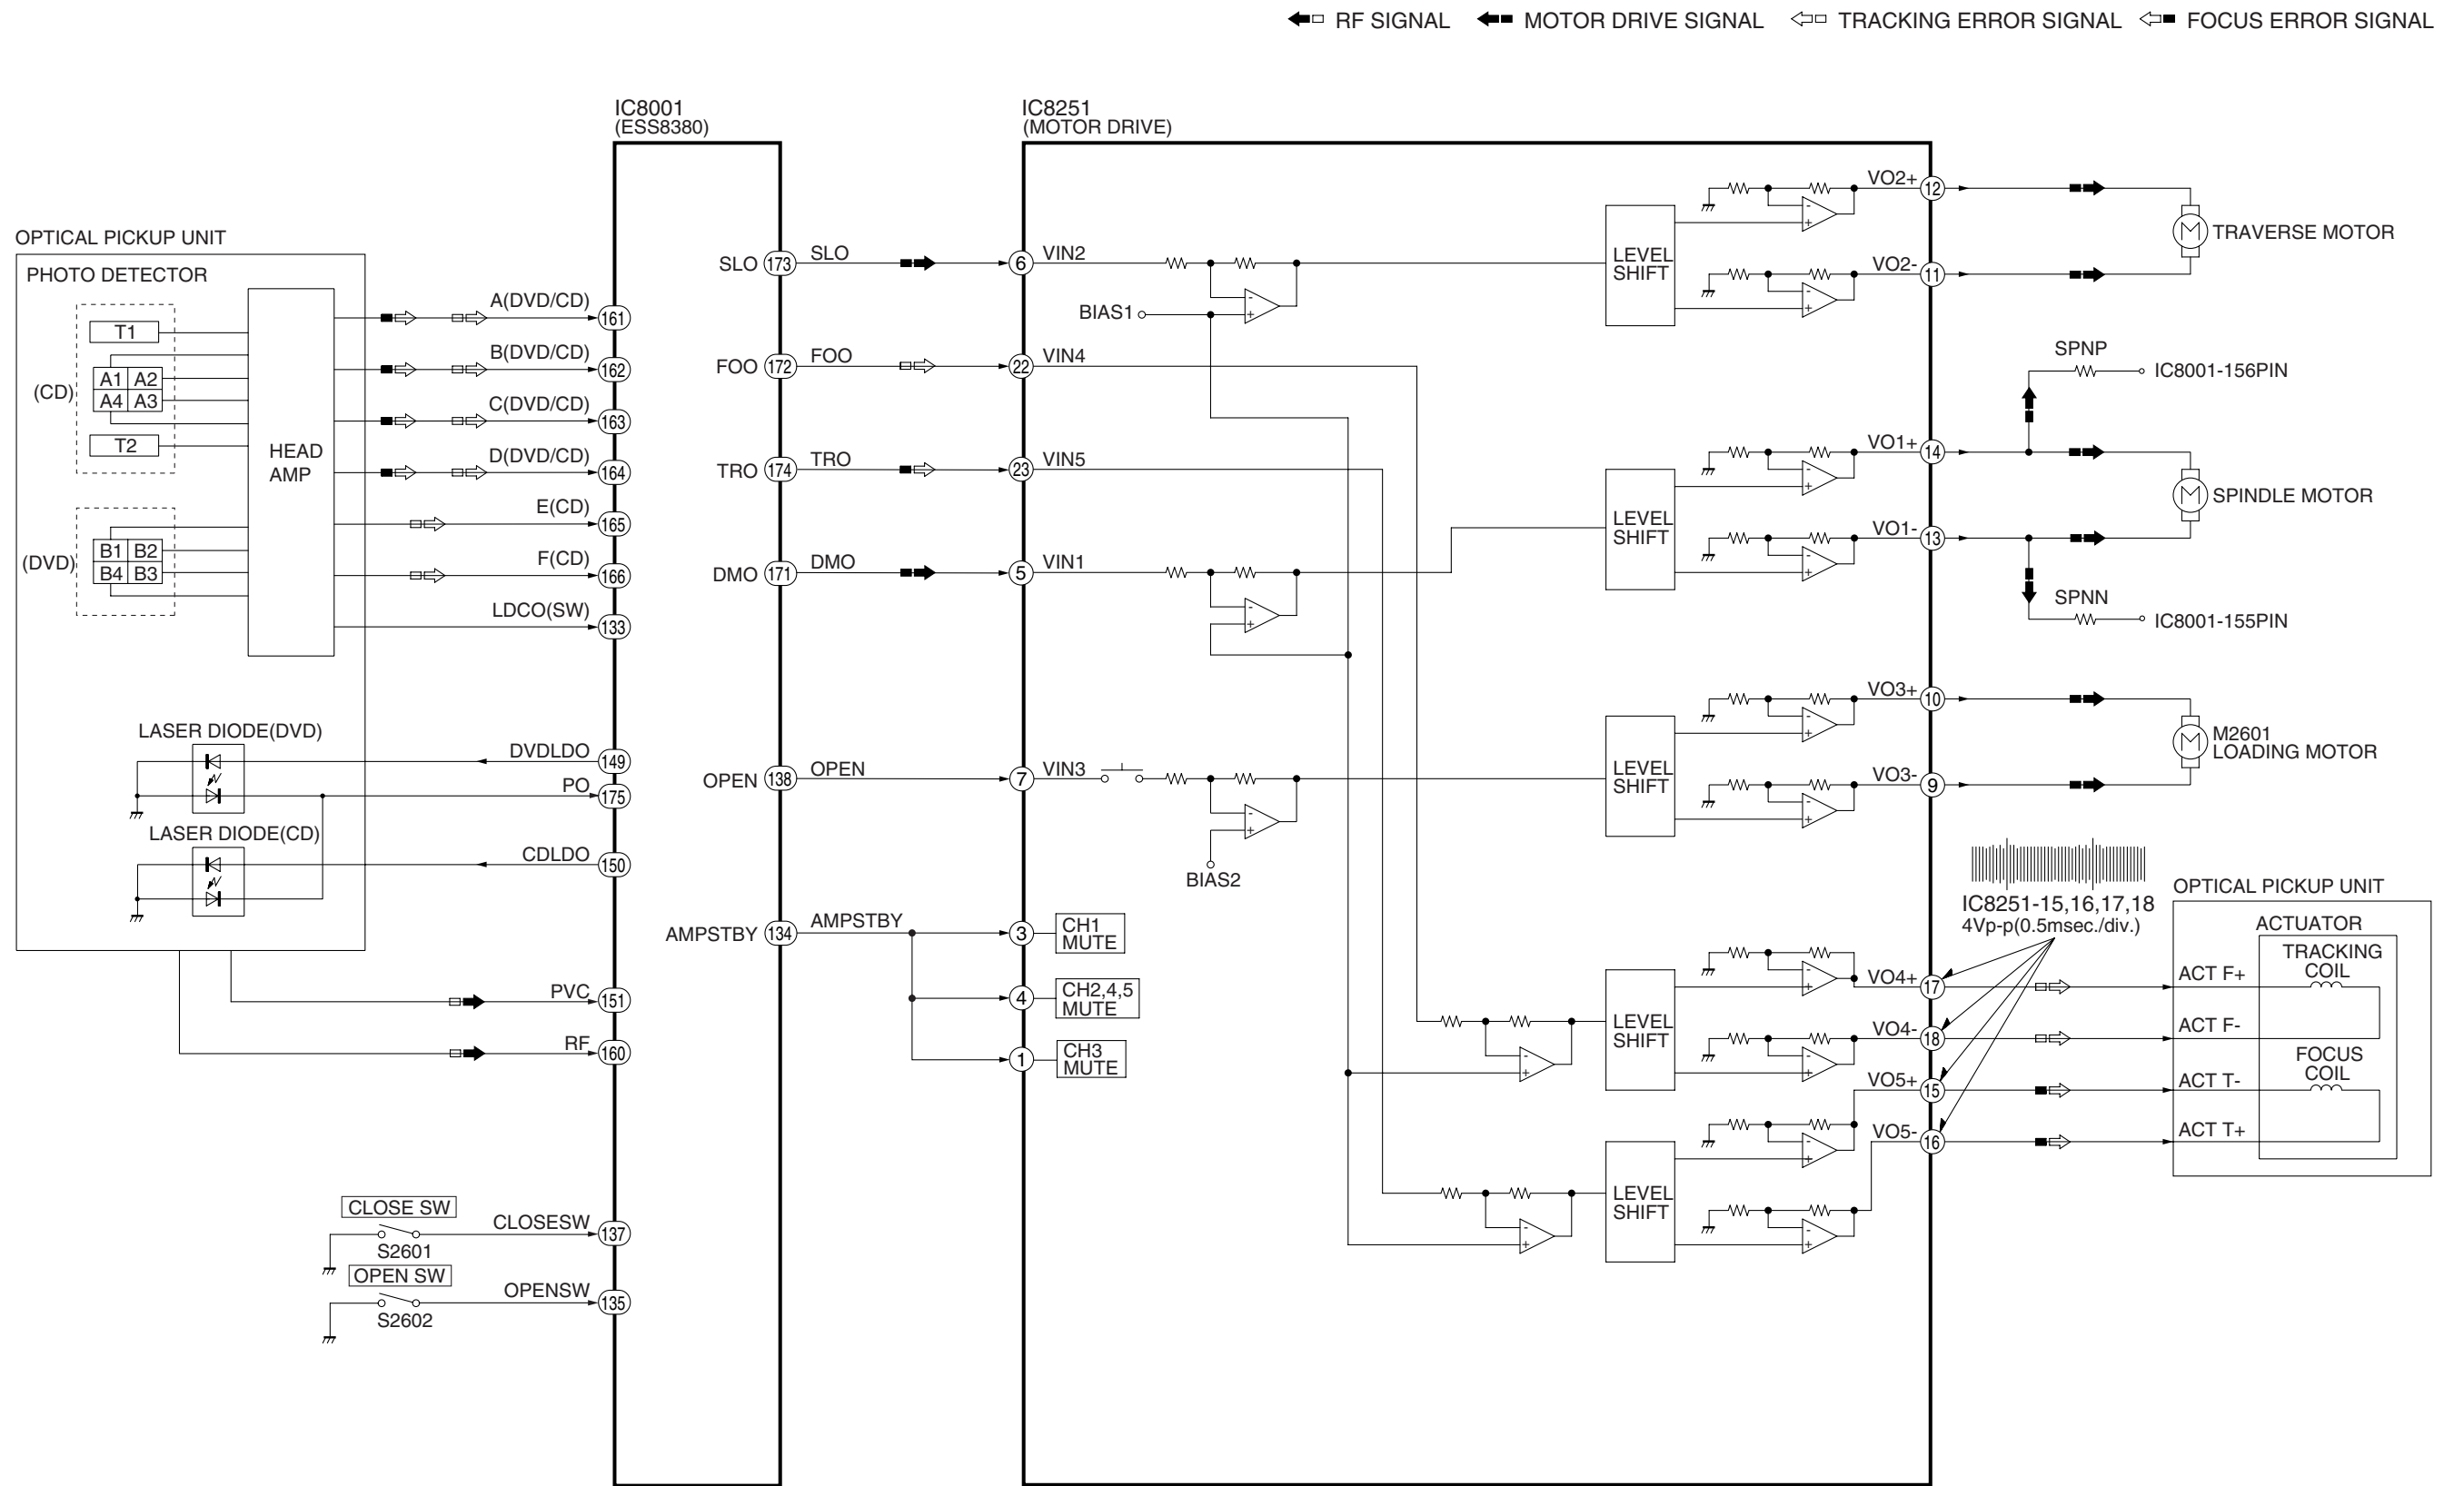 RF SIGNAL MOTOR DRIVE SIGNAL TRACKING ERROR SIGNAL FOCUS ERROR SIGNAL
OPTICAL PICKUP UNIT
PHOTO DETECTOR
(CD)
T1
A1 A2
A4 A3
T2
(DVD)
B1 B2
B4 B3
HEAD
AMP
LASER DIODE(DVD)
LASER DIODE(CD)
A(DVD/CD)
B(DVD/CD)
C(DVD/CD)
D(DVD/CD)
E(CD)
F(CD)
LDCO(SW)
DVDLDO
PO
CDLDO
PVC
RF
CLOSE SW
S2601
CLOSESW
OPEN SW
S2602
OPENSW
IC8001
(ESS8380)
161
162
163
164
165
166
133
149
175
150
151
160
137
135
SLO 173 SLO
FOO 172 FOO
TRO 174 TRO
DMO 171 DMO
OPEN 138 OPEN
AMPSTBY 134 AMPSTBY
IC8251
(MOTOR DRIVE)
6 VIN2
BIAS1
- +
22 VIN4
23 VIN5
5 VIN1
- +
7 VIN3
- +
BIAS2
3 CH1
MUTE
4 CH2,4,5
MUTE
1 CH3
MUTE
LEVEL
SHIFT
- +
VO2+ 12
- +
VO2- 11
TRAVERSE MOTOR
M
LEVEL
SHIFT
- +
VO1+ 14
- +
VO1- 13
SPNP
IC8001-156PIN
M
SPINDLE MOTOR
SPNN
IC8001-155PIN
LEVEL
SHIFT
- +
VO3+ 10
- +
VO3- 9
M
M2601
LOADING MOTOR
IC8251-15,16,17,18
4Vp-p(0.5msec./div.)
- +
LEVEL
SHIFT
- +
VO4+ 17
- +
VO4- 18
- +
LEVEL
SHIFT
- +
VO5+ 15
- +
VO5- 16
OPTICAL PICKUP UNIT
ACTUATOR
TRACKING
COIL
ACT F+
ACT F-
FOCUS
COIL
ACT T-
ACT T+